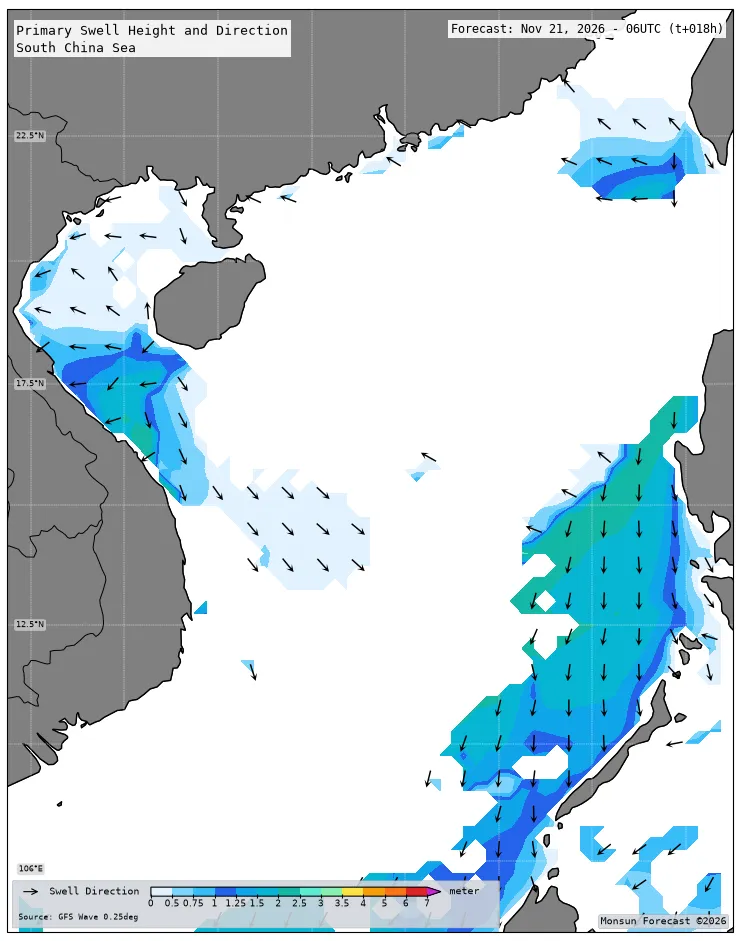 Primary Swell Height and Direction
South China Sea
Forecast: Nov 21, 2026 - 06UTC (t+018h)
22.5°N
17.5°N
12.5°N
106°E
Swell Direction
0 0.5 0.75 1 1.25 1.5 2 2.5 3 3.5 4 5 6 7
meter
Source: GFS Wave 0.25deg
Monsun Forecast ©2026